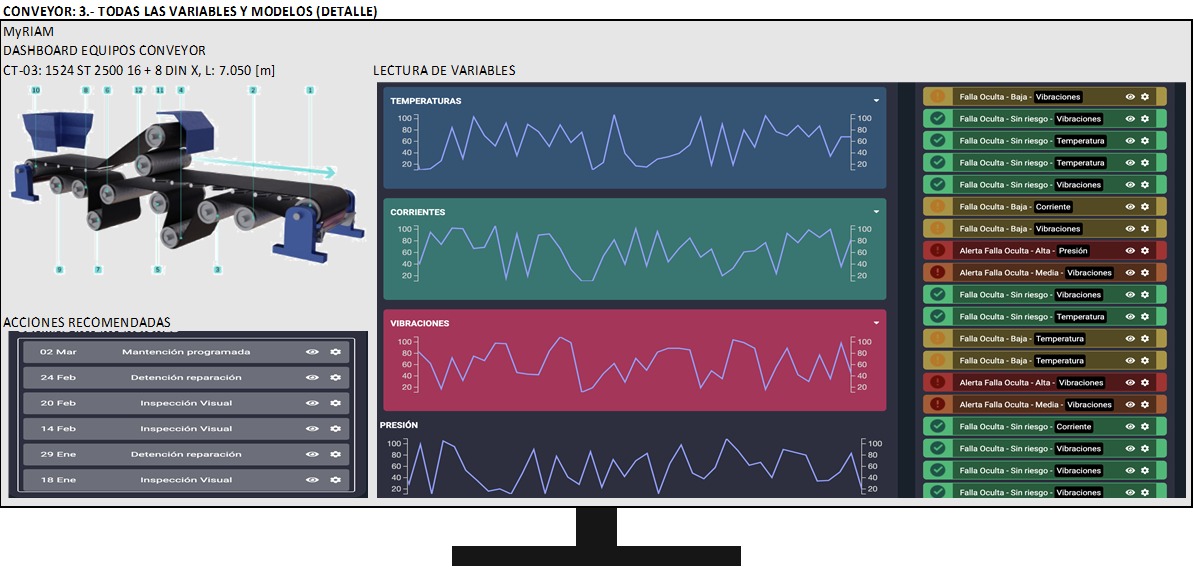 CONVEYOR: 3.- TODAS LAS VARIABLES Y MODELOS (DETALLE)
MyRIAM
DASHBOARD EQUIPOS CONVEYOR
CT-03: 1524 ST 2500 16 + 8 DIN X, L: 7.050 [m]
10 8 6 12 11 4 2 1
9 7 5 3
ACCIONES RECOMENDADAS
02 Mar Mantención programada
24 Feb Detención reparación
20 Feb Inspección Visual
14 Feb Inspección Visual
29 Ene Detención reparación
18 Ene Inspección Visual
LECTURA DE VARIABLES
TEMPERATURAS
100 100
80 80
60 60
40 40
20 20
CORRIENTES
100 100
80 80
60 60
40 40
20 20
VIBRACIONES
100 100
80 80
60 60
40 40
20 20
PRESIÓN
100 100
80 80
60 60
40 40
20 20
Falla Oculta - Baja - Vibraciones
Falla Oculta - Sin riesgo - Vibraciones
Falla Oculta - Sin riesgo - Temperatura
Falla Oculta - Sin riesgo - Temperatura
Falla Oculta - Sin riesgo - Vibraciones
Falla Oculta - Baja - Corriente
Falla Oculta - Baja - Vibraciones
Alerta Falla Oculta - Alta - Presión
Alerta Falla Oculta - Media - Vibraciones
Falla Oculta - Sin riesgo - Vibraciones
Falla Oculta - Sin riesgo - Temperatura
Falla Oculta - Baja - Temperatura
Falla Oculta - Baja - Temperatura
Alerta Falla Oculta - Alta - Vibraciones
Alerta Falla Oculta - Media - Vibraciones
Falla Oculta - Sin riesgo - Corriente
Falla Oculta - Sin riesgo - Vibraciones
Falla Oculta - Sin riesgo - Vibraciones
Falla Oculta - Sin riesgo - Vibraciones